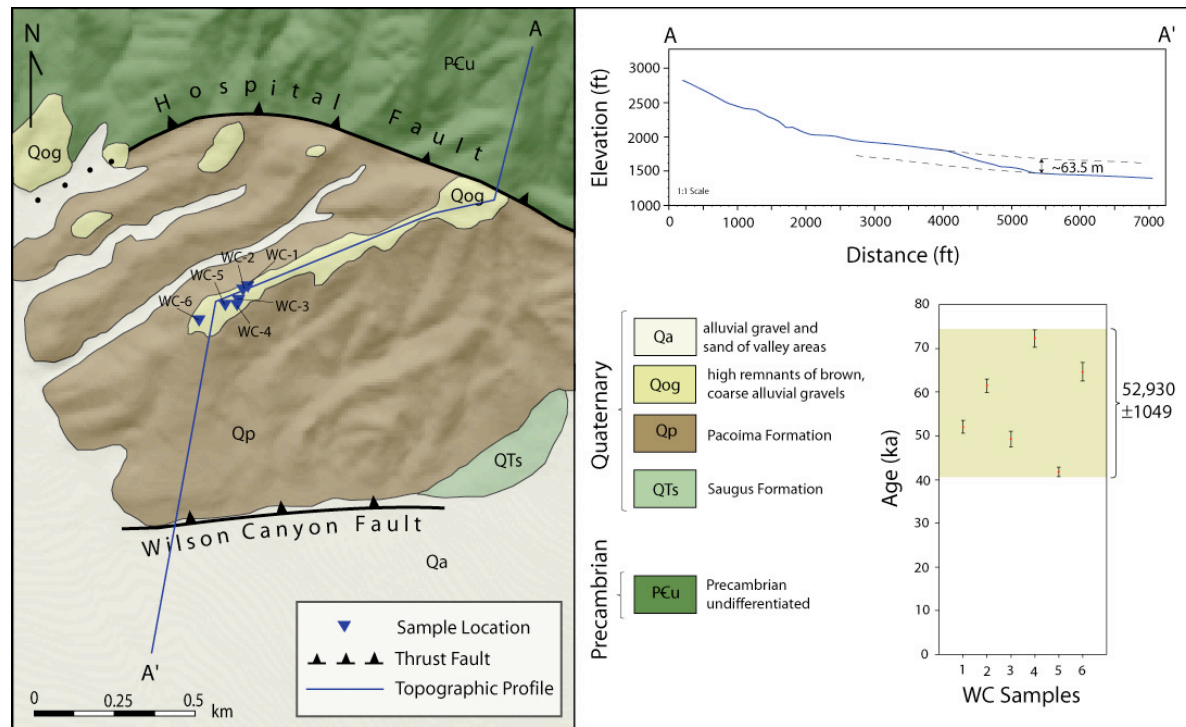 N
A
PЄu
Hospital Fault
Qog
Qog
WC-2
WC-1
WC-5
WC-6
WC-3
WC-4
Qp
QTs
Wilson Canyon Fault
Qa
A'
Sample Location
Thrust Fault
Topographic Profile
0 0.25 0.5
km
A A'
Elevation (ft)
3000
2500
2000
1500
1000
~63.5 m
1:1 Scale
0 1000 2000 3000 4000 5000 6000 7000
Distance (ft)
Quaternary
Qa
alluvial gravel and
sand of valley areas
Qog
high remnants of brown,
coarse alluvial gravels
Qp
Pacoima Formation
QTs
Saugus Formation
Precambrian
PЄu
Precambrian
undifferentiated
Age (ka)
80
70
60
50
40
30
20
10
0
52,930
±1049
1 2 3 4 5 6
WC Samples